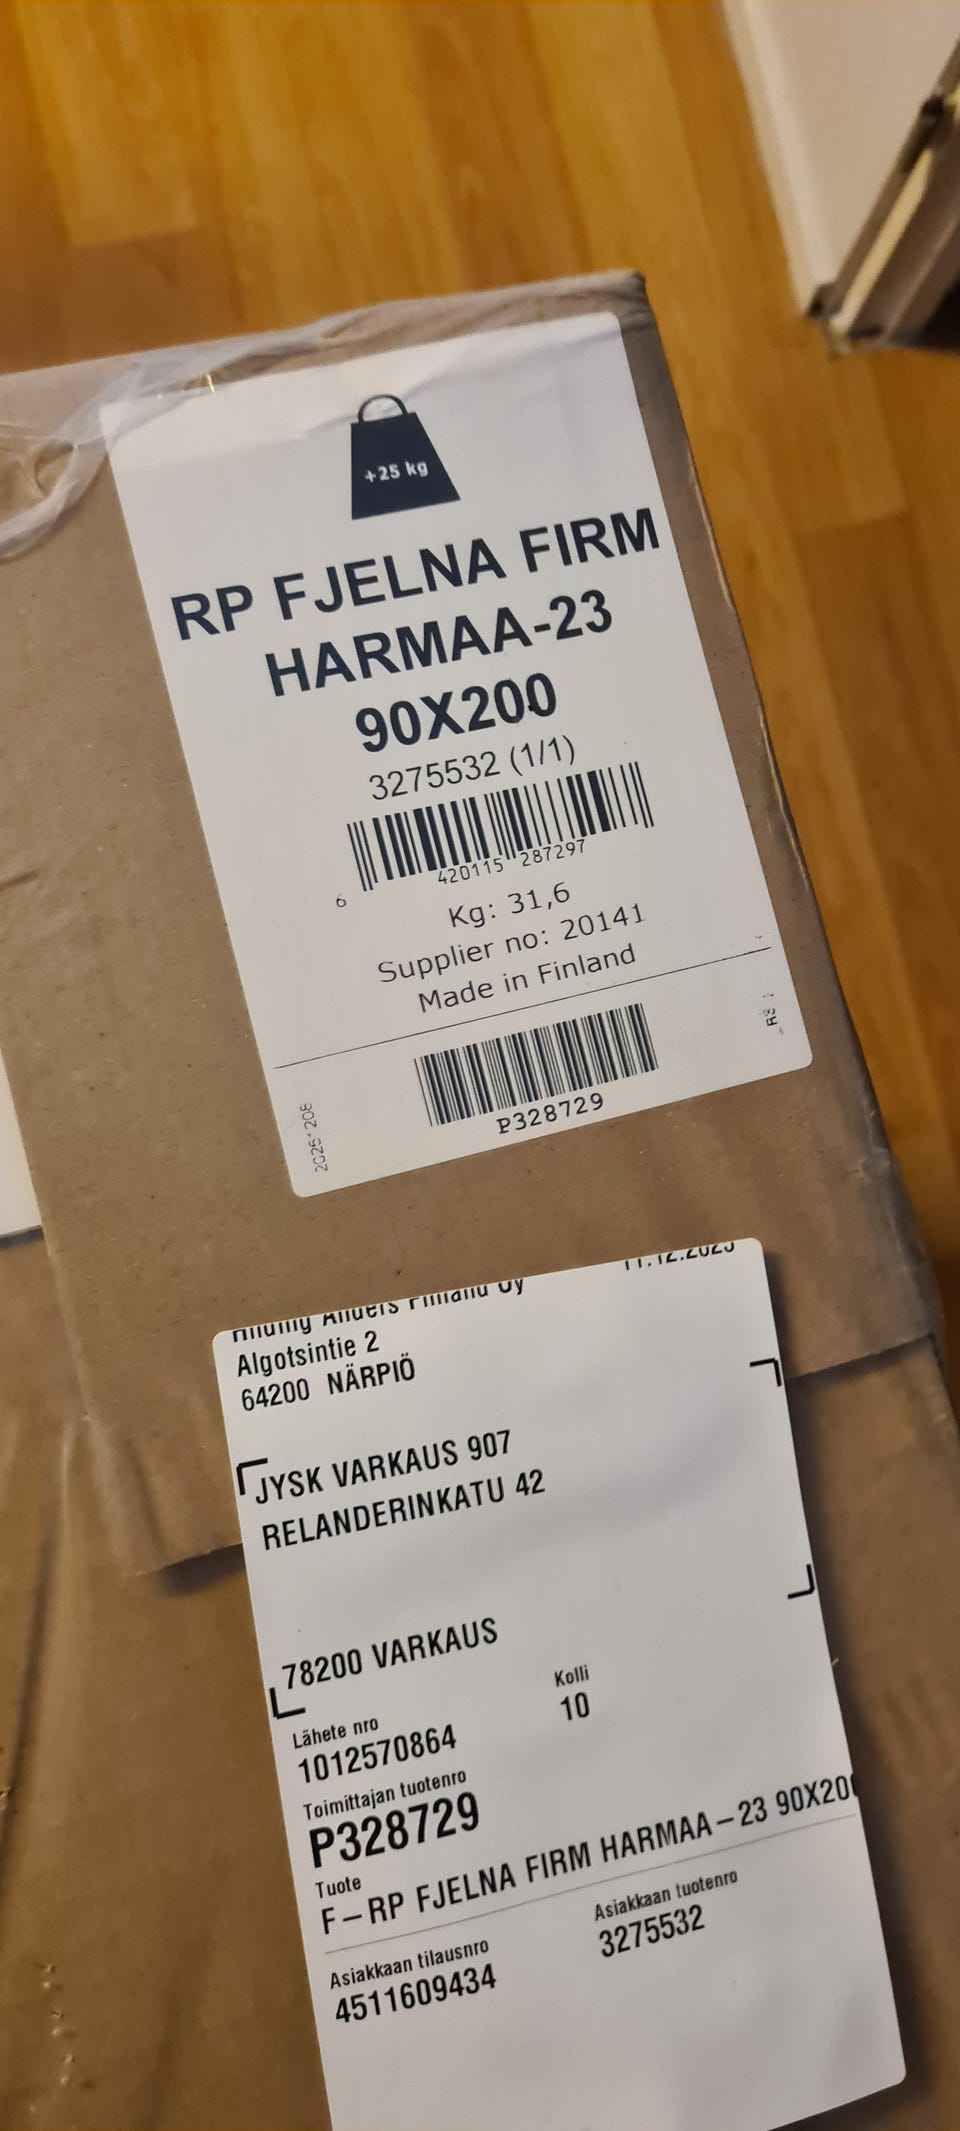 +25 kg
RP FJELNA FIRM
HARMAA-23
90X200
3275532 (1/1)
6 420115 287297
Kg: 31,6
Supplier no: 20141
Made in Finland
P328729
Algotsintie 2
64200 NÄRPIÖ
JYSK VARKAUS 907
RELANDERINKATU 42
78200 VARKAUS
Kolli
10
Lähete nro
1012570864
Toimittajan tuotenro
P328729
Tuote
F-RP FJELNA FIRM HARMAA-23 90X200
Asiakkaan tilausnro
4511609434
Asiakkaan tuotenro
3275532